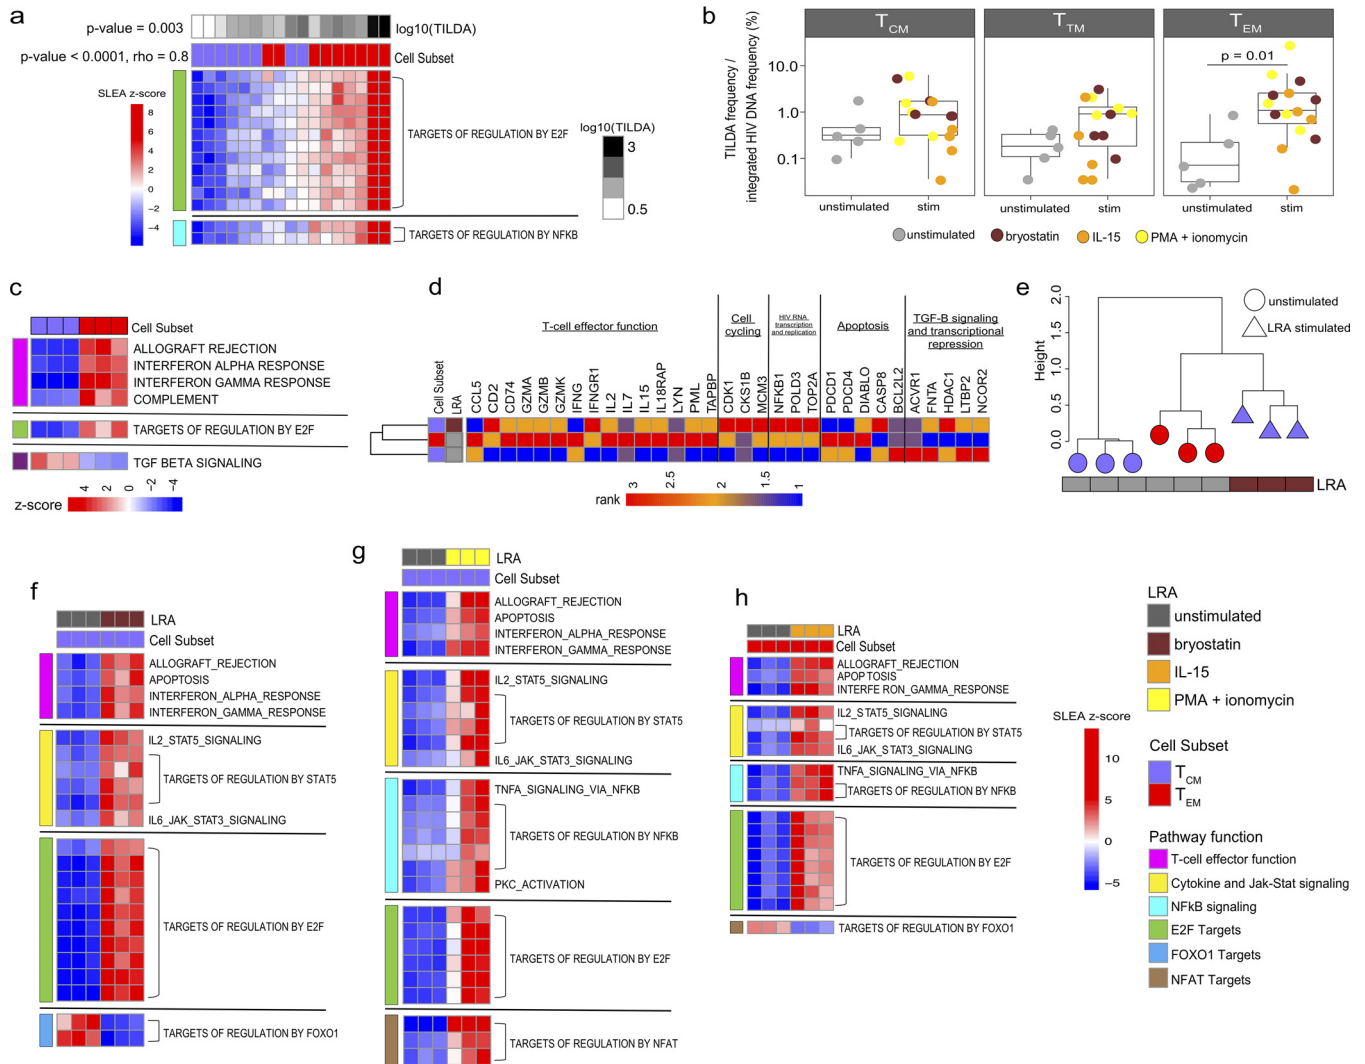 a
p-value = 0.003
log10(TILDA)
p-value < 0.0001, rho = 0.8
Cell Subset
SLEA z-score
8
6
4
2
0
−2
−4
TARGETS OF REGULATION BY E2F
TARGETS OF REGULATION BY NFKB
log10(TILDA)
3
0.5
b
TCM
TTM
TEM
TILDA frequency /
integrated HIV DNA frequency (%)
10.0
1.0
0.1
p = 0.01
unstimulated
stim
unstimulated
stim
unstimulated
stim
unstimulated
bryostatin
IL-15
PMA + ionomycin
c
Cell Subset
ALLOGRAFT REJECTION
INTERFERON ALPHA RESPONSE
INTERFERON GAMMA RESPONSE
COMPLEMENT
TARGETS OF REGULATION BY E2F
TGF BETA SIGNALING
z-score
4
2
0
-2
-4
d
T-cell effector function
Cell
cycling
HIV RNA
transcription
and replication
Apoptosis
TGF-B signaling
and transcriptional
repression
Cell Subset
LRA
CCL5
CD2
CD74
GZMA
GZMB
GZMK
IFNG
IFNGR1
IL2
IL7
IL15
IL18RAP
LYN
PML
TAPBP
CDK1
CKS1B
MCM3
NFKB1
POLD3
TOP2A
PDCD1
PDCD4
DIABLO
CASP8
BCL2L2
ACVR1
FNTA
HDAC1
LTBP2
NCOR2
rank
3
2.5
2
1.5
1
e
Height
2.0
1.5
1.0
0.5
0.0
unstimulated
LRA stimulated
LRA
f
LRA
Cell Subset
ALLOGRAFT_REJECTION
APOPTOSIS
INTERFERON_ALPHA_RESPONSE
INTERFERON_GAMMA_RESPONSE
IL2_STAT5_SIGNALING
TARGETS OF REGULATION BY STAT5
IL6_JAK_STAT3_SIGNALING
TARGETS OF REGULATION BY E2F
TARGETS OF REGULATION BY FOXO1
g
LRA
Cell Subset
ALLOGRAFT_REJECTION
APOPTOSIS
INTERFERON_ALPHA_RESPONSE
INTERFERON_GAMMA_RESPONSE
IL2_STAT5_SIGNALING
TARGETS OF REGULATION BY STAT5
IL6_JAK_STAT3_SIGNALING
TNFA_SIGNALING_VIA_NFKB
TARGETS OF REGULATION BY NFKB
PKC_ACTIVATION
TARGETS OF REGULATION BY E2F
TARGETS OF REGULATION BY NFAT
h
LRA
Cell Subset
ALLOGRAFT_REJECTION
APOPTOSIS
INTERFE RON_GAMMA_RESPONSE
IL2_STAT5_SIGNALING
TARGETS OF REGULATION BY STAT5
IL6_JAK_STAT3_SIGNALING
TNFA_SIGNALING_VIA_NFKB
TARGETS OF REGULATION BY NFKB
TARGETS OF REGULATION BY E2F
TARGETS OF REGULATION BY FOXO1
SLEA z-score
10
5
0
−5
LRA
unstimulated
bryostatin
IL-15
PMA + ionomycin
Cell Subset
TCM
TEM
Pathway function
T-cell effector function
Cytokine and Jak-Stat signaling
NFkB signaling
E2F Targets
FOXO1 Targets
NFAT Targets